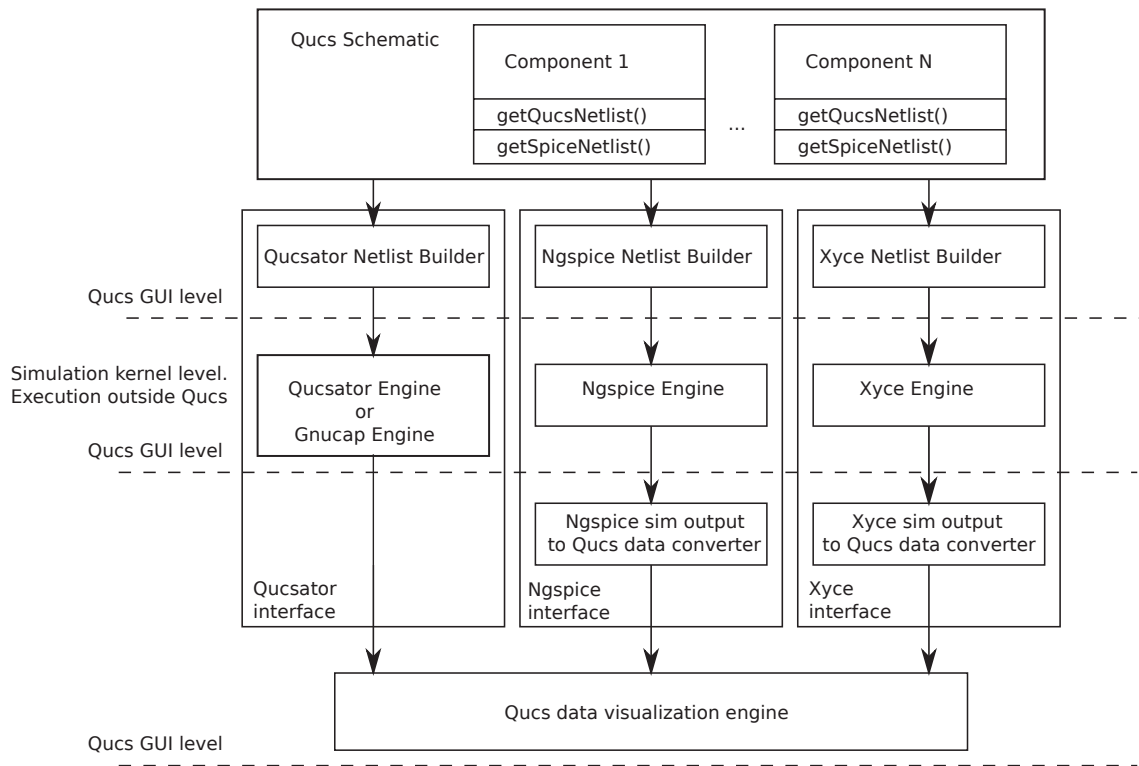 Qucs Schematic
Component 1
getQucsNetlist()
getSpiceNetlist()
...
Component N
getQucsNetlist()
getSpiceNetlist()
Qucsator Netlist Builder
Ngspice Netlist Builder
Xyce Netlist Builder
Qucs GUI level
Simulation kernel level.
Execution outside Qucs
Qucsator Engine
or
Gnucap Engine
Ngspice Engine
Xyce Engine
Qucs GUI level
Ngspice sim output
to Qucs data converter
Xyce sim output
to Qucs data converter
Qucsator
interface
Ngspice
interface
Xyce
interface
Qucs data visualization engine
Qucs GUI level